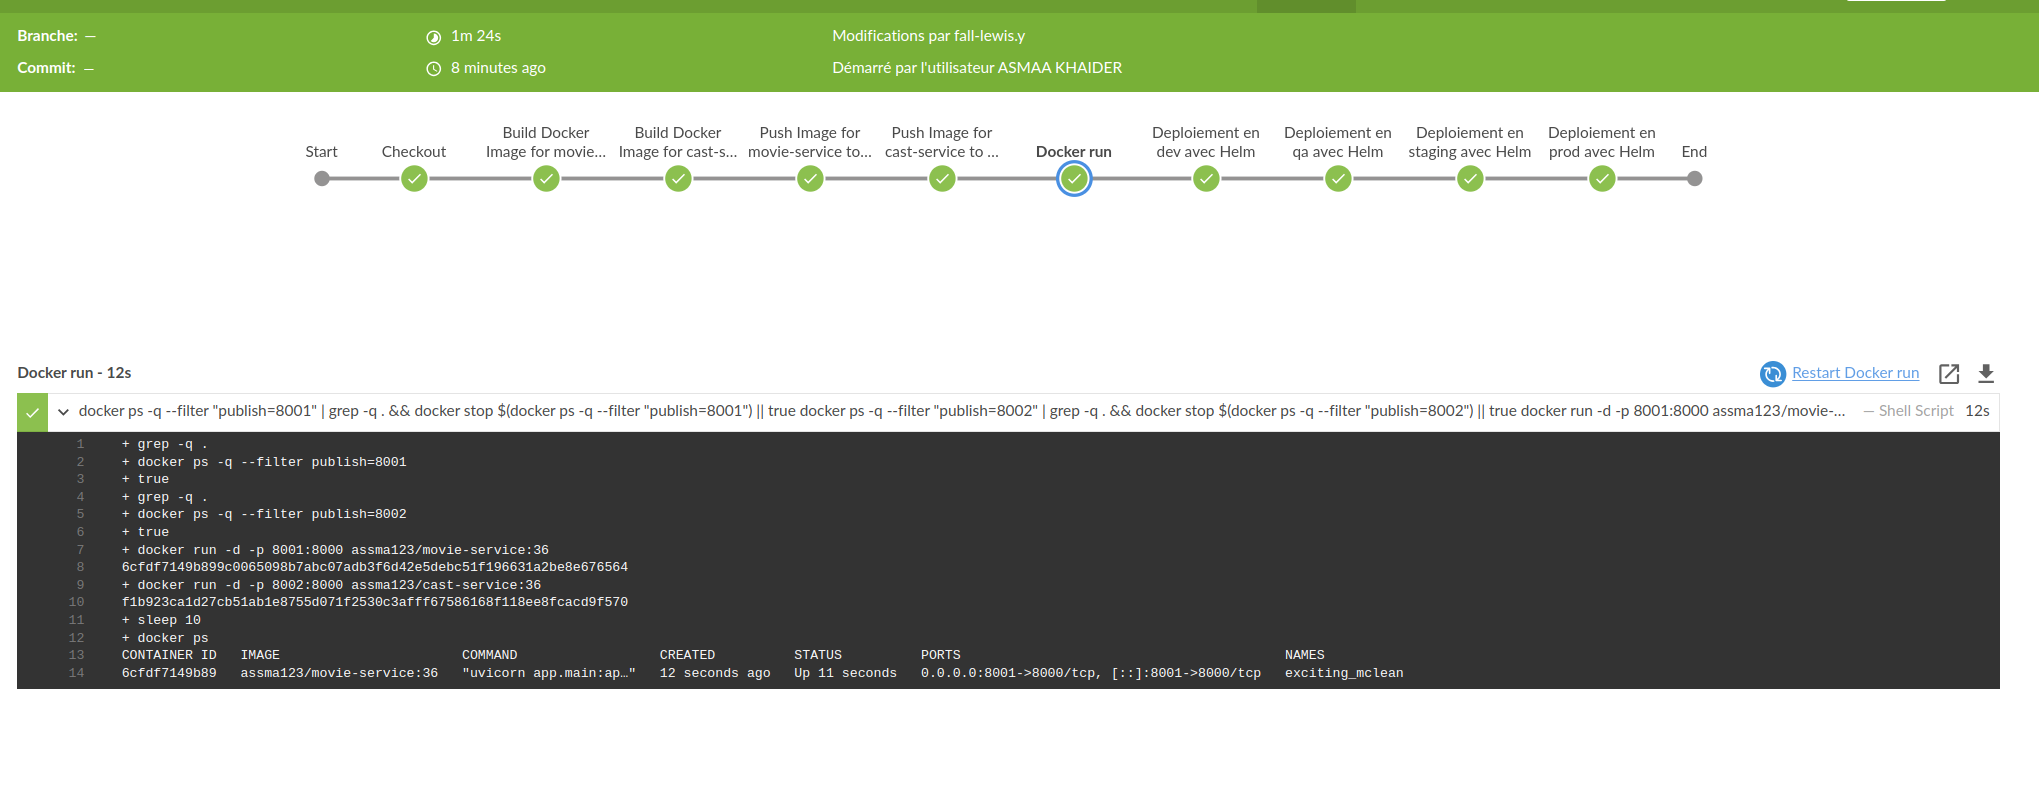 Branche: —
1m 24s
Modifications par fall-lewis.y
Commit: —
8 minutes ago
Démarré par l'utilisateur ASMAA KHAIDER
Start
Checkout
Build Docker
Image for movie...
Build Docker
Image for cast-s...
Push Image for
movie-service to...
Push Image for
cast-service to ...
Docker run
Deploiement en
dev avec Helm
Deploiement en
qa avec Helm
Deploiement en
staging avec Helm
Deploiement en
prod avec Helm
End
Docker run - 12s
Restart Docker run
docker ps -q --filter "publish=8001" | grep -q . && docker stop $(docker ps -q --filter "publish=8001") || true docker ps -q --filter "publish=8002" | grep -q . && docker stop $(docker ps -q --filter "publish=8002") || true docker run -d -p 8001:8000 assma123/movie-... — Shell Script 12s
1 + grep -q .
2 + docker ps -q --filter publish=8001
3 + true
4 + grep -q .
5 + docker ps -q --filter publish=8002
6 + true
7 + docker run -d -p 8001:8000 assma123/movie-service:36
8 6cfdf7149b899c0065098b7abc07adb3f6d42e5debc51f196631a2be8e676564
9 + docker run -d -p 8002:8000 assma123/cast-service:36
10 f1b923ca1d27cb51ab1e8755d071f2530c3afff67586168f118ee8fcacd9f570
11 + sleep 10
12 + docker ps
13 CONTAINER ID IMAGE COMMAND CREATED STATUS PORTS NAMES
14 6cfdf7149b89 assma123/movie-service:36 "uvicorn app.main:ap…" 12 seconds ago Up 11 seconds 0.0.0.0:8001->8000/tcp, [::]:8001->8000/tcp exciting_mclean